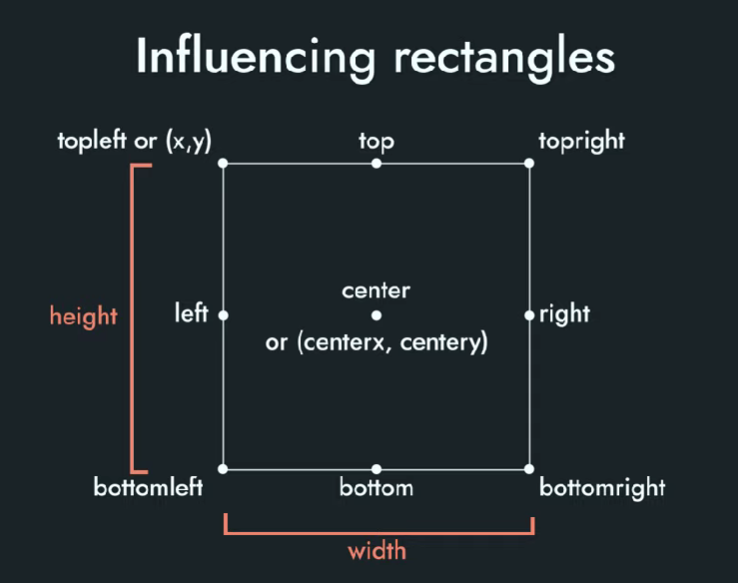 Influencing rectangles
topleft or (x,y)
top
topright
height
left
center
or (centerx, centery)
right
bottomleft
bottom
bottomright
width